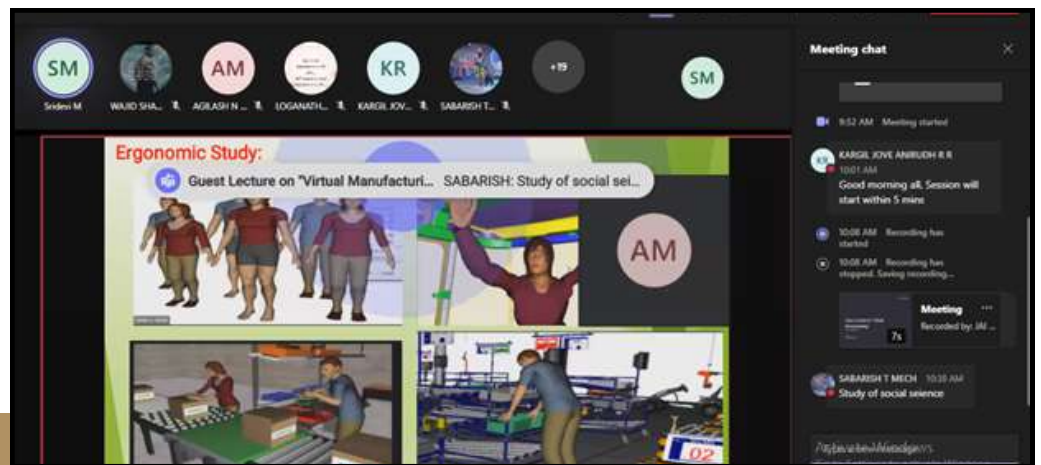 SM
AM
KR
+19
SM
Sridevi M
WAJID SHA...
AGILASH N ...
LOGANATH...
KARGIL JOV...
SABARISH T...
Ergonomic Study:
Guest Lecture on "Virtual Manufacturi... SABARISH: Study of social sei...
AM
02
Meeting chat
9:52 AM Meeting started
KR
KARGIL JOVE ANIRUDH R R
10:01 AM
Good morning all. Session will
start within 5 mins
10:08 AM Recording has
started
10:08 AM Recording has
stopped. Saving recording...
Meeting ...
Recorded by: JAI ...
7s
SABARISH T MECH 10:20 AM
Study of social seience